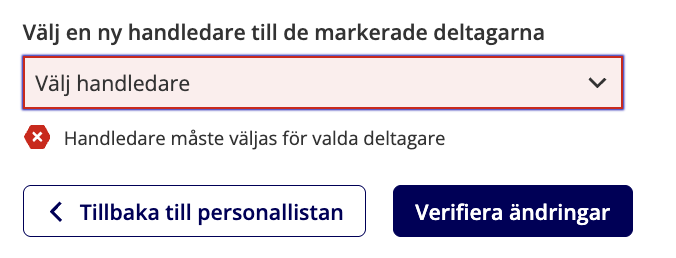 Välj en ny handledare till de markerade deltagarna
Välj handledare
Handledare måste väljas för valda deltagare
Tillbaka till personallistan
Verifiera ändringar